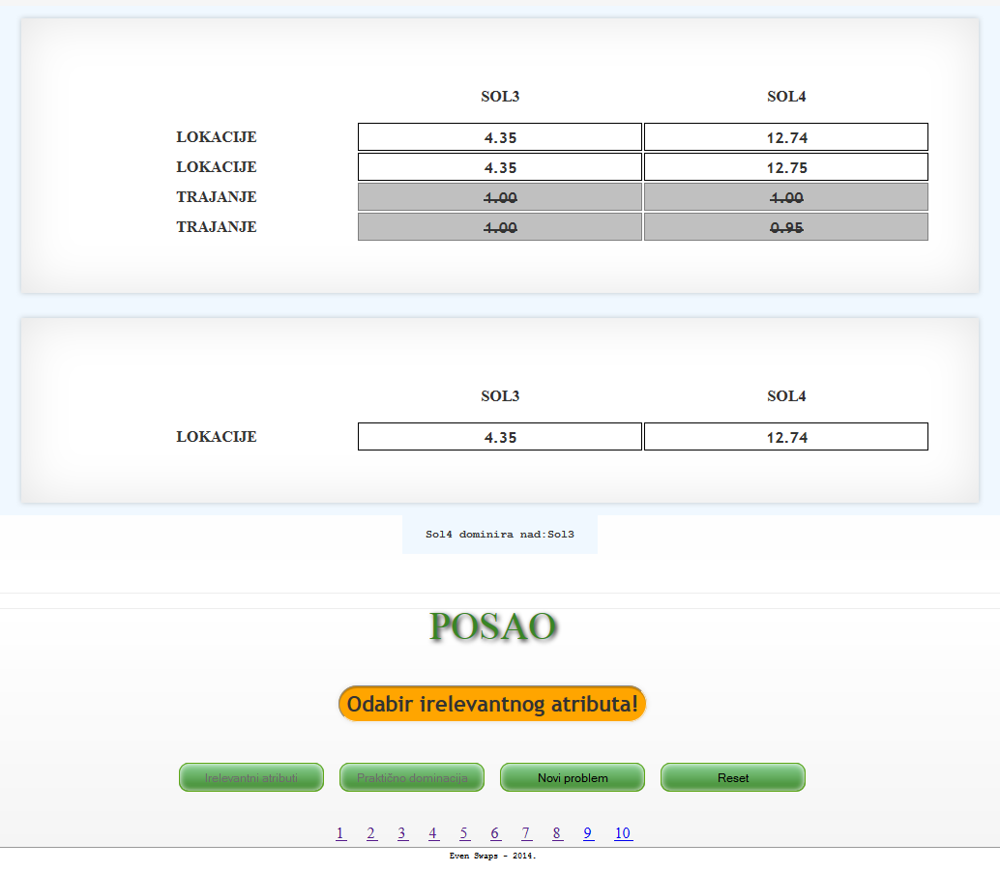 SOL3 SOL4
LOKACIJE 4.35 12.74
LOKACIJE 4.35 12.75
TRAJANJE 1.00 1.00
TRAJANJE 1.00 0.95
SOL3 SOL4
LOKACIJE 4.35 12.74
Sol4 dominira nad:Sol3
POSAO
Odabir irelevantnog atributa!
Irelevantni atributi Praktično dominacija Novi problem Reset
1 2 3 4 5 6 7 8 9 10
Even Swaps - 2014.